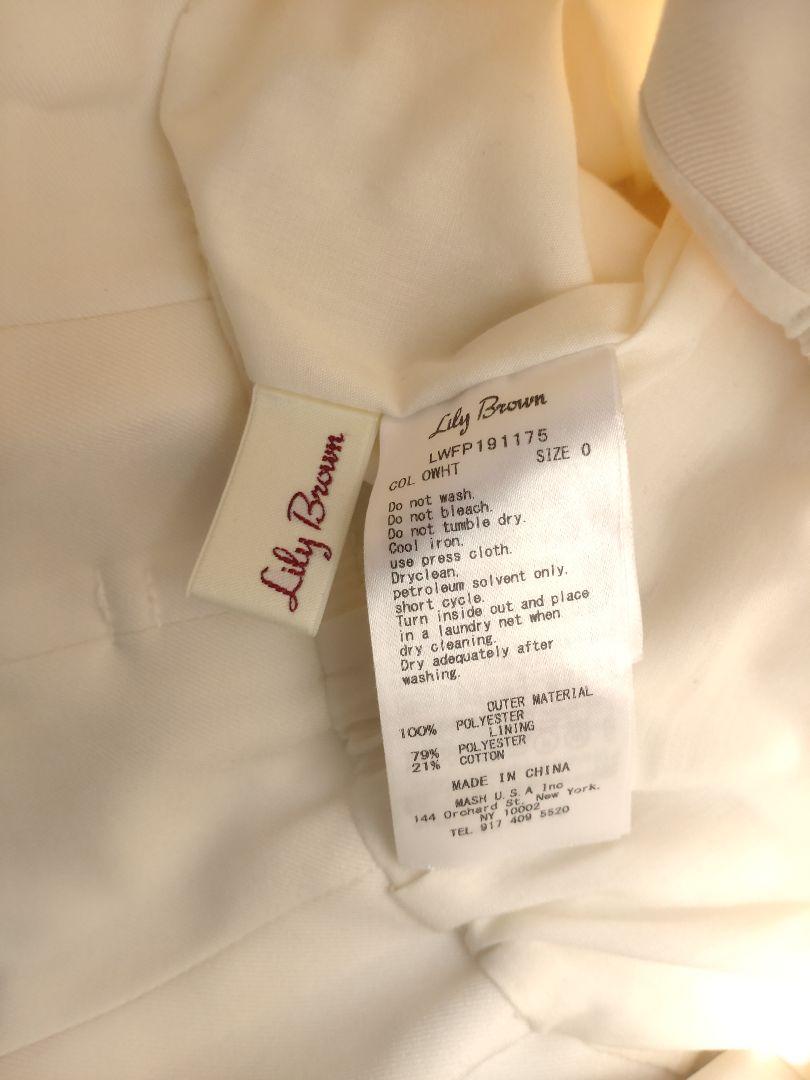 Lily Brown
Lily Brown
LWFP191175
COL OWHT SIZE 0
Do not wash.
Do not bleach.
Do not tumble dry.
Cool iron.
use press cloth.
Dryclean.
petroleum solvent only.
short cycle.
Turn inside out and place
in a laundry net when
dry cleaning.
Dry adequately after
washing.
OUTER MATERIAL
100% POLYESTER
LINING
79% POLYESTER
21% COTTON
MADE IN CHINA
MASH U.S.A Inc
144 Orchard St. New York.
NY 10002
TEL 917 409 5520